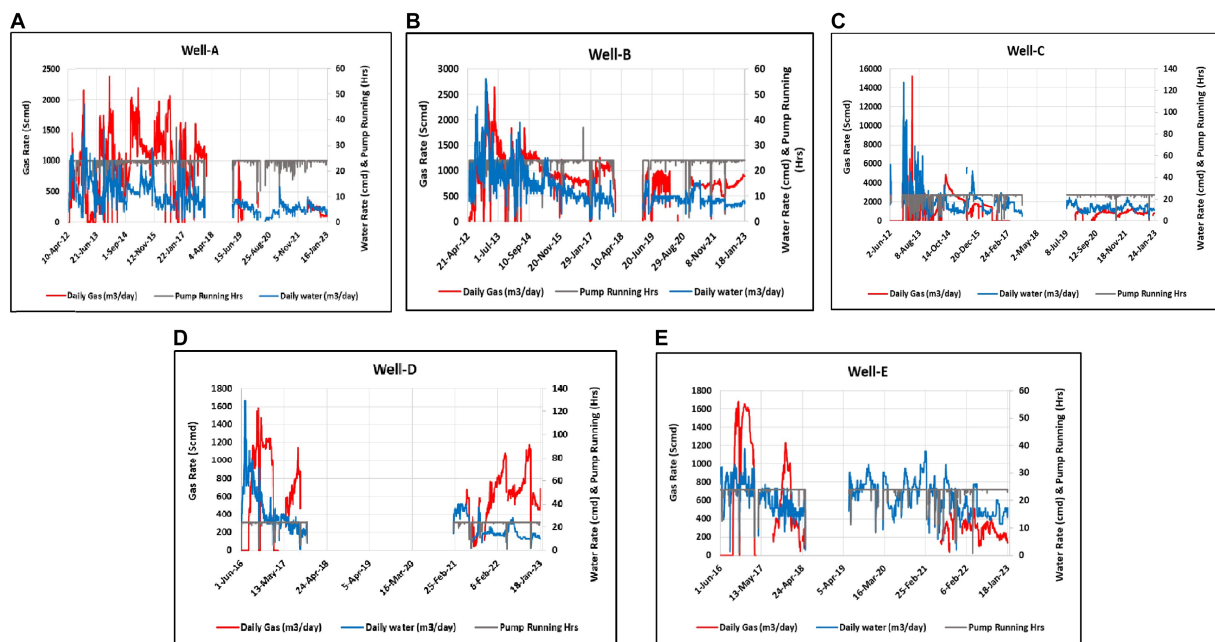 A
Well-A
Gas Rate (Scmd)
2500
2000
1500
1000
500
0
60
50
40
30
20
10
0
Water Rate (cmd) & Pump Running (Hrs)
10-Apr-12
21-Jun-13
1-Sep-14
12-Nov-15
22-Jan-17
4-Apr-18
15-Jun-19
25-Aug-20
5-Nov-21
16-Jan-23
Daily Gas (m3/day)
Pump Running Hrs
Daily water (m3/day)
B
Well-B
Gas Rate (Scmd)
3000
2500
2000
1500
1000
500
0
60
50
40
30
20
10
0
Water Rate (cmd) & Pump Running
(Hrs)
21-Apr-12
1-Jul-13
10-Sep-14
20-Nov-15
29-Jan-17
10-Apr-18
20-Jun-19
29-Aug-20
8-Nov-21
18-Jan-23
Daily Gas (m3/day)
Pump Running Hrs
Daily water (m3/day)
C
Well-C
Gas Rate (Scmd)
16000
14000
12000
10000
8000
6000
4000
2000
0
140
120
100
80
60
40
20
0
Water Rate (cmd) & Pump Running (Hrs)
2-Jun-12
8-Aug-13
14-Oct-14
20-Dec-15
24-Feb-17
2-May-18
8-Jul-19
12-Sep-20
18-Nov-21
24-Jan-23
Daily Gas (m3/day)
Daily water (m3/day)
Pump Running Hrs
D
Well-D
Gas Rate (Scmd)
1800
1600
1400
1200
1000
800
600
400
200
0
140
120
100
80
60
40
20
0
Water Rate (cmd) & Pump Running (Hrs)
1-Jun-16
13-May-17
24-Apr-18
5-Apr-19
16-Mar-20
25-Feb-21
6-Feb-22
18-Jan-23
Daily Gas (m3/day)
Daily water (m3/day)
Pump Running Hrs
E
Well-E
Gas Rate (Scmd)
1800
1600
1400
1200
1000
800
600
400
200
0
60
50
40
30
20
10
0
Water Rate (cmd) & Pump Running (Hrs)
1-Jun-16
13-May-17
24-Apr-18
5-Apr-19
16-Mar-20
25-Feb-21
6-Feb-22
18-Jan-23
Daily Gas (m3/day)
Daily water (m3/day)
Pump Running Hrs